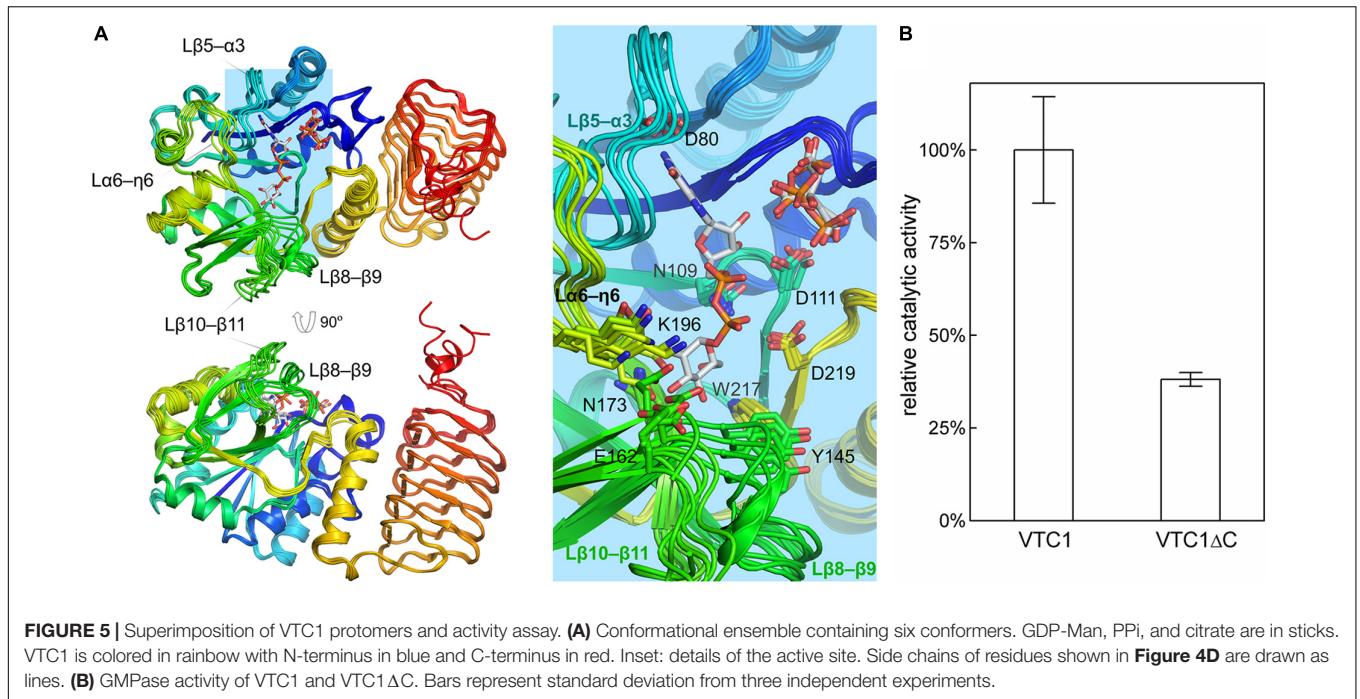 A
Lβ5–α3
Lα6–η6
Lβ8–β9
Lβ10–β11
90º
Lβ8–β9
Lβ5–α3
D80
N109
D111
Lα6–η6
K196
D219
W217
N173
E162
Y145
Lβ10–β11
Lβ8–β9
B
relative catalytic activity
100%
75%
50%
25%
0%
VTC1
VTC1ΔC
FIGURE 5 | Superimposition of VTC1 protomers and activity assay. (A) Conformational ensemble containing six conformers. GDP-Man, PPi, and citrate are in sticks.
VTC1 is colored in rainbow with N-terminus in blue and C-terminus in red. Inset: details of the active site. Side chains of residues shown in Figure 4D are drawn as
lines. (B) GMPase activity of VTC1 and VTC1ΔC. Bars represent standard deviation from three independent experiments.